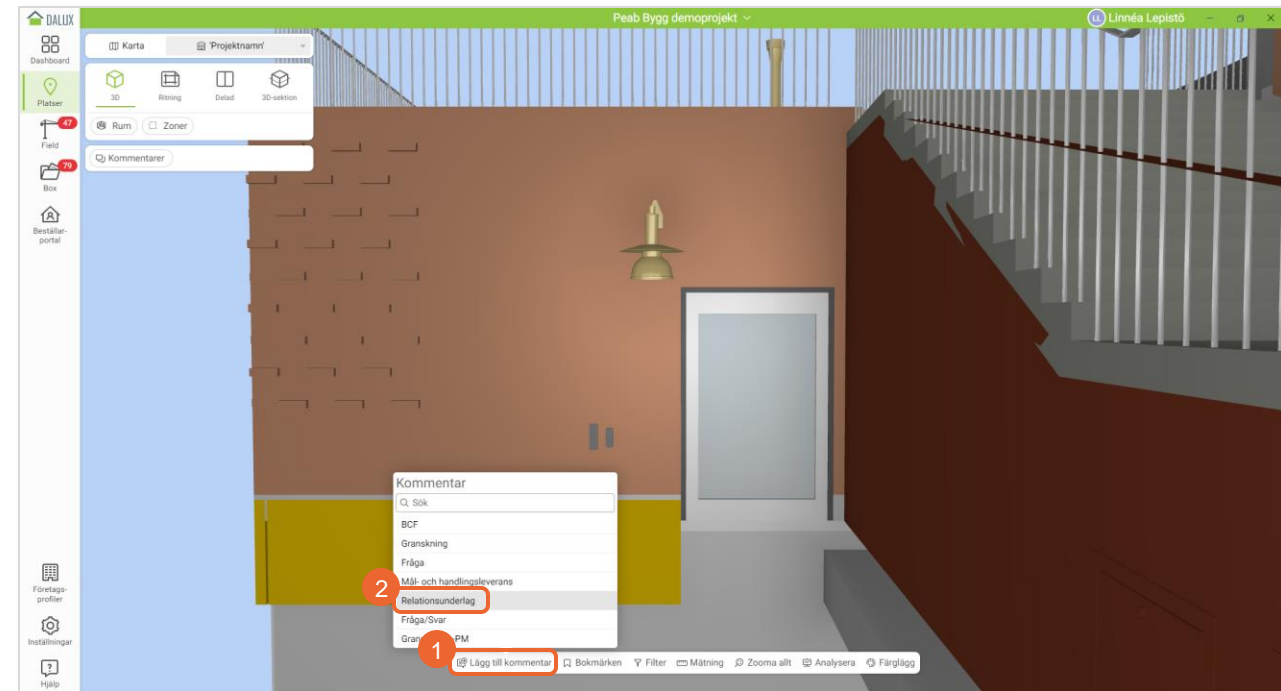 DALUX
Peab Bygg demoprojekt
LL Linnéa Lepistö
Dashboard
Karta
'Projektnamn'
Platser
3D
Ritning
Delad
3D-sektion
47
Field
Rum
Zoner
79
Box
Kommentarer
Beställar-
portal
Kommentar
Sök
BCF
Granskning
Fråga
Mål- och handlingsleverans
2
Relationsunderlag
Fråga/Svar
PM
1
Lägg till kommentar
Bokmärken
Filter
Mätning
Zooma allt
Analysera
Färglägg
Företags-
profiler
Inställningar
Hjälp